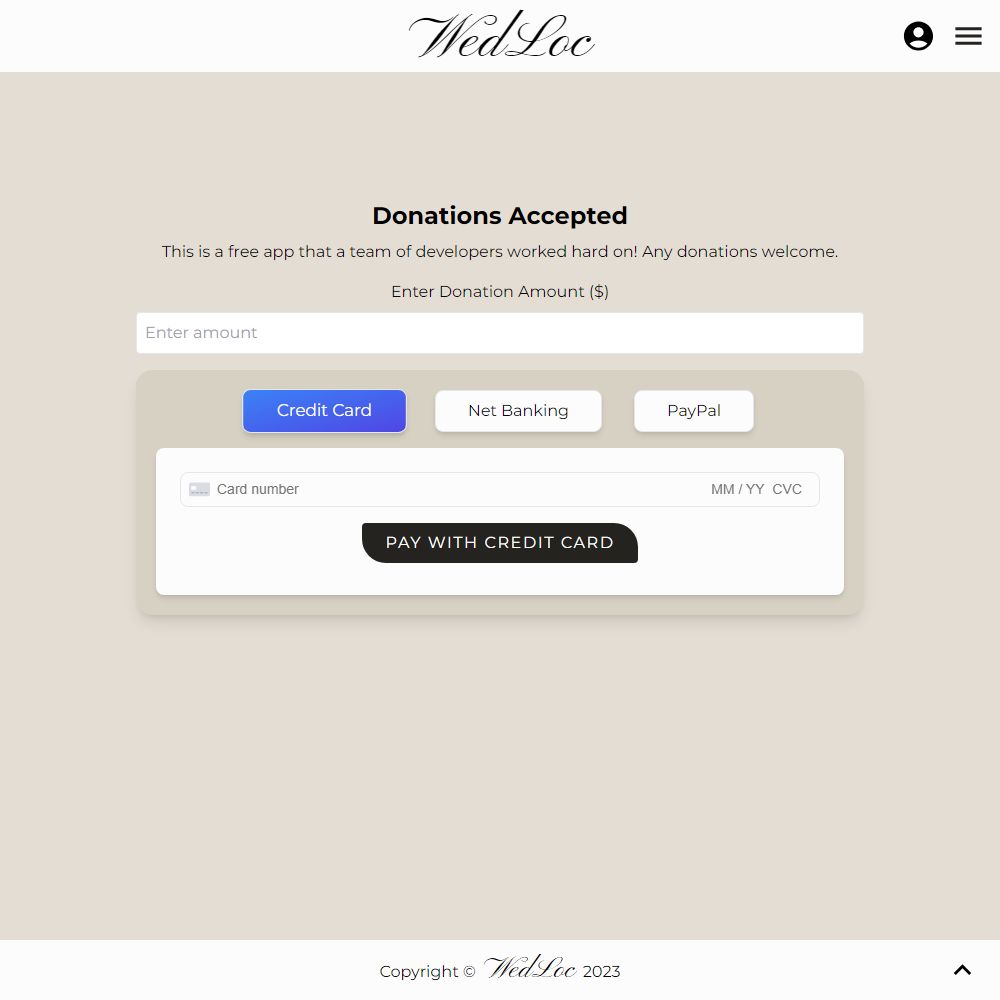 WedLoc
Donations Accepted
This is a free app that a team of developers worked hard on! Any donations welcome.
Enter Donation Amount ($)
Enter amount
Credit Card Net Banking PayPal
Card number MM / YY CVC
PAY WITH CREDIT CARD
Copyright © WedLoc 2023